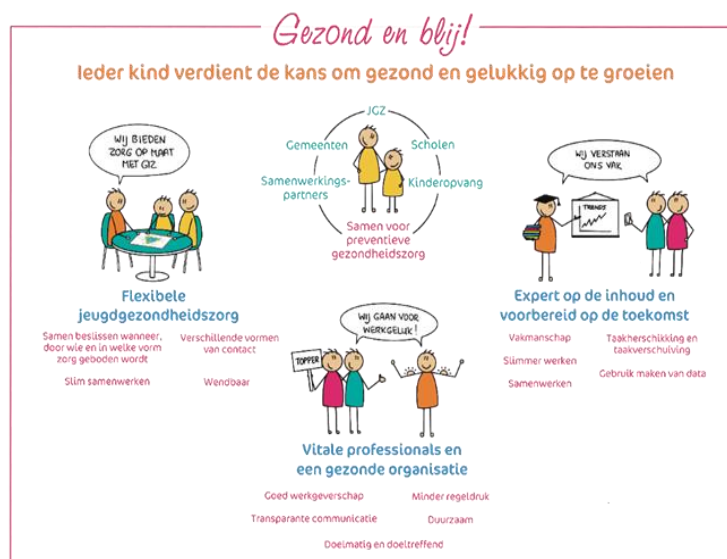 Gezond en blij!
Ieder kind verdient de kans om gezond en gelukkig op te groeien
WIJ BIEDEN
ZORG OP MAAT
MET GIZ
JGZ
Gemeenten
Scholen
Samenwerkings-
partners
Kinderopvang
Samen voor
preventieve
gezondheidszorg
WIJ VERSTAAN
ONS VAK
TRENDS
Flexibele
jeugdgezondheidszorg
Samen beslissen wanneer,
door wie en in welke vorm
zorg geboden wordt
Verschillende vormen
van contact
Slim samenwerken
Wendbaar
Expert op de inhoud en
voorbereid op de toekomst
Vakmanschap
Taakherschikking en
taakverschuiving
Slimmer werken
Gebruik maken van data
Samenwerken
WIJ GAAN VOOR
WERKGELUK!
TOPPER
Vitale professionals en
een gezonde organisatie
Goed werkgeverschap
Minder regeldruk
Transparante communicatie
Duurzaam
Doelmatig en doeltreffend